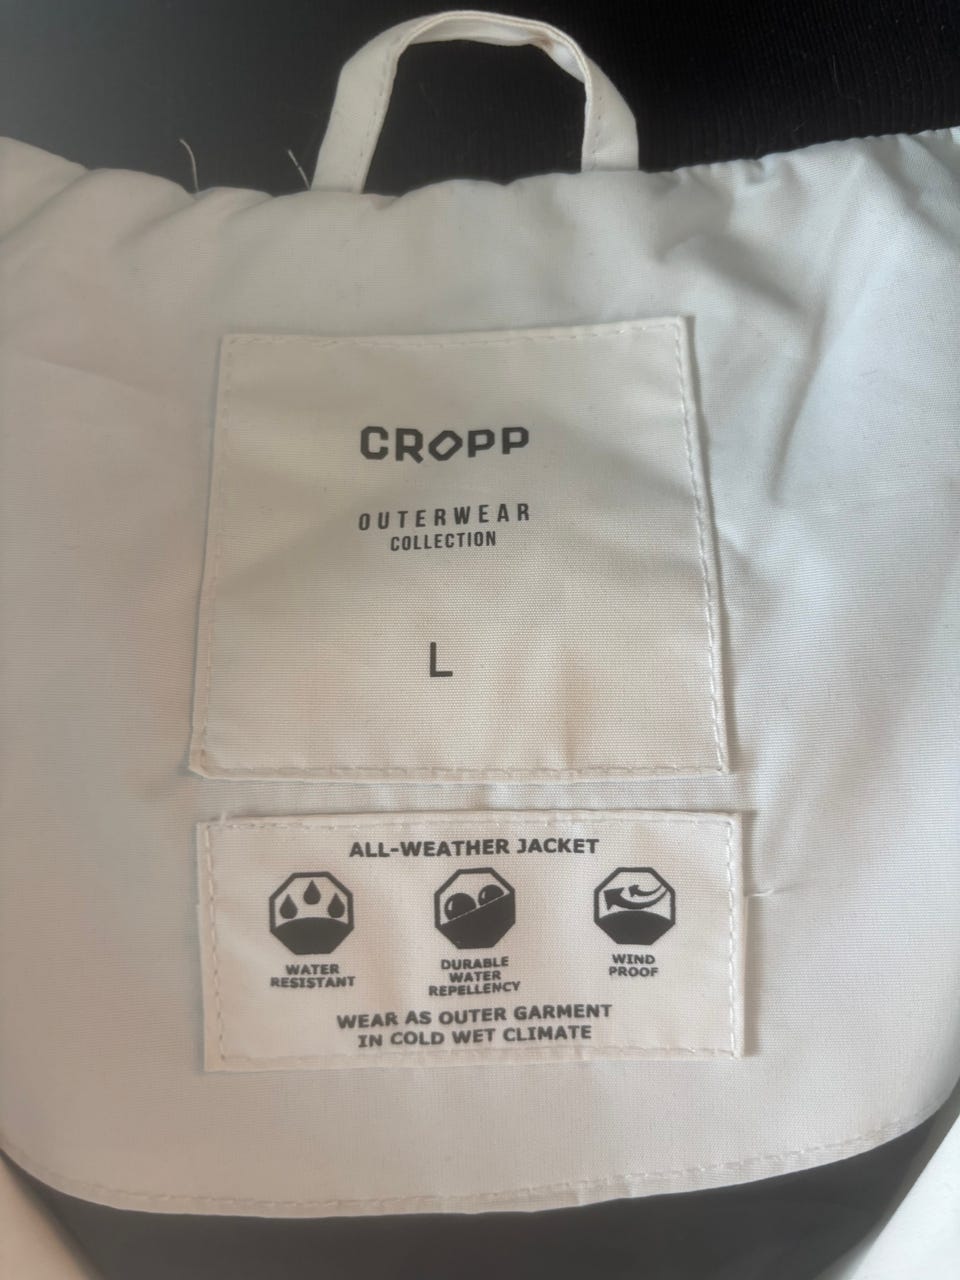 CROPP
OUTERWEAR
COLLECTION
L
ALL-WEATHER JACKET
WATER
RESISTANT
DURABLE
WATER
REPELLENCY
WIND
PROOF
WEAR AS OUTER GARMENT
IN COLD WET CLIMATE